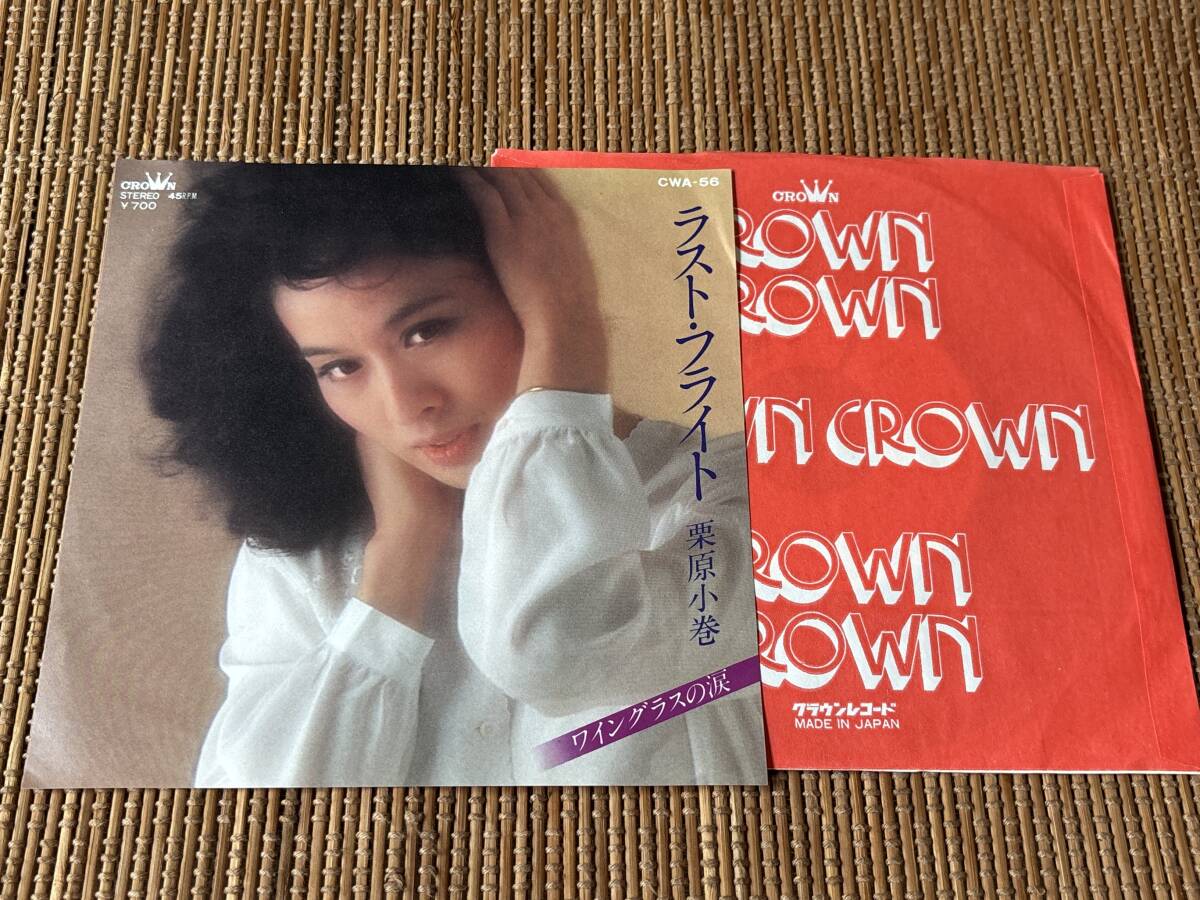 CROWN
STEREO 45RPM
¥700
CWA-56
ラスト・フライト
栗原小巻
ワイングラスの涙
CROWN
ROWN
ROWN
WN CROWN
ROWN
ROWN
クラウンレコード
MADE IN JAPAN